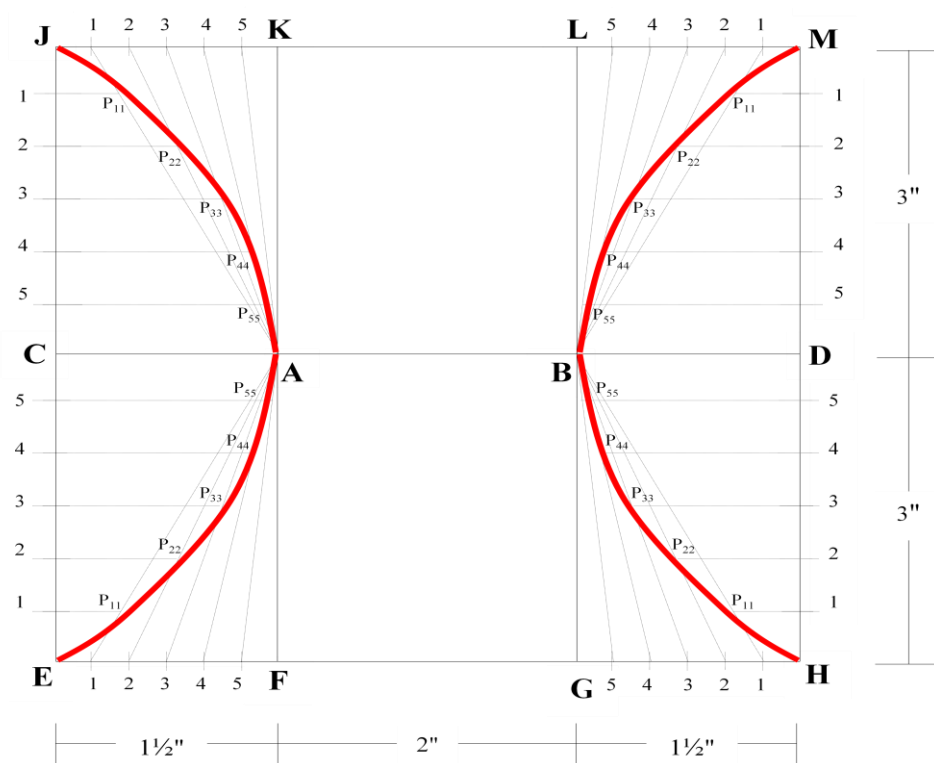 J 1 2 3 4 5 K L 5 4 3 2 1 M
1 P11 P11 1
2 P22 P22 2
3 P33 P33 3 3"
4 P44 P44 4
5 P55 P55 5
C A B D
5 P55 P55 5
4 P44 P44 4
3 P33 P33 3 3"
2 P22 P22 2
1 P11 P11 1
E 1 2 3 4 5 F G 5 4 3 2 1 H
1½" 2" 1½"